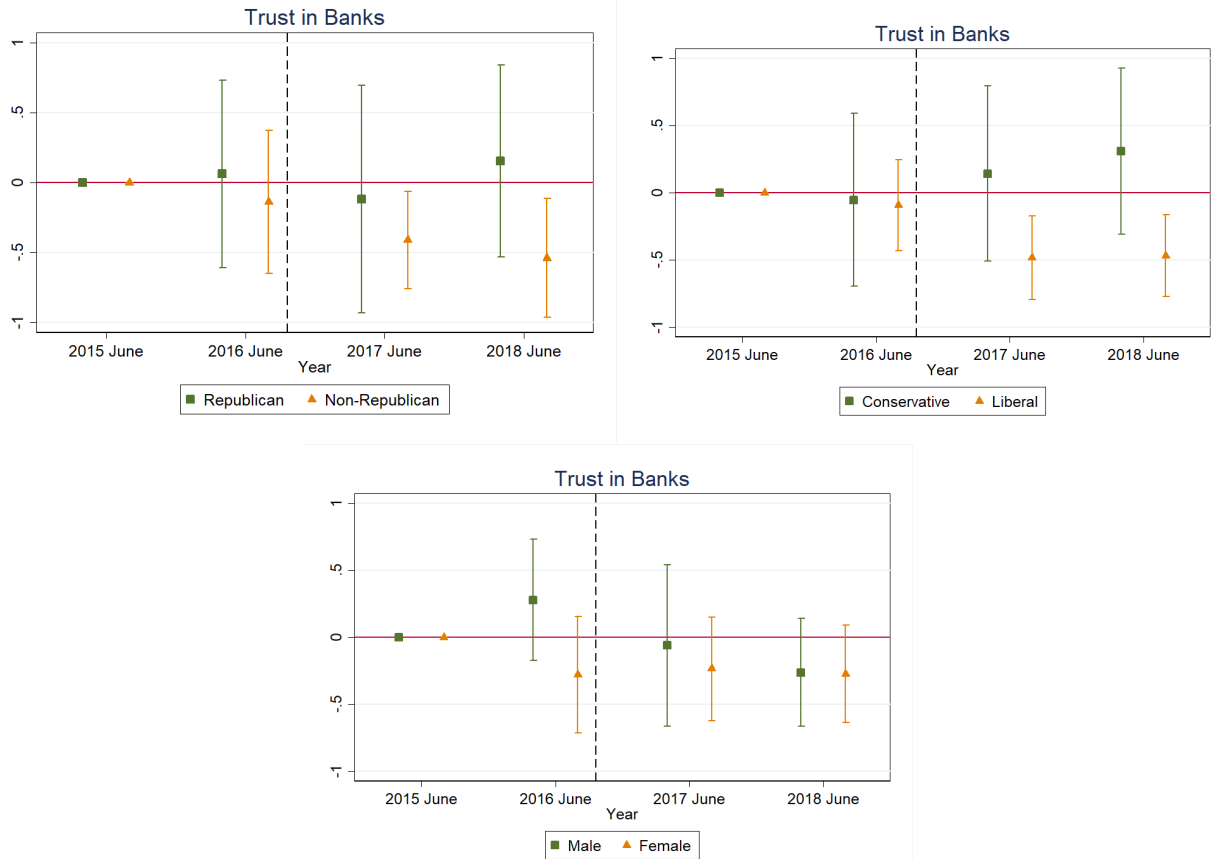 Trust in Banks
1
.5
0
-.5
-1
2015 June 2016 June 2017 June 2018 June
Year
Republican Non-Republican
Trust in Banks
1
.5
0
-.5
-1
2015 June 2016 June 2017 June 2018 June
Year
Conservative Liberal
Trust in Banks
1
.5
0
-.5
-1
2015 June 2016 June 2017 June 2018 June
Year
Male Female